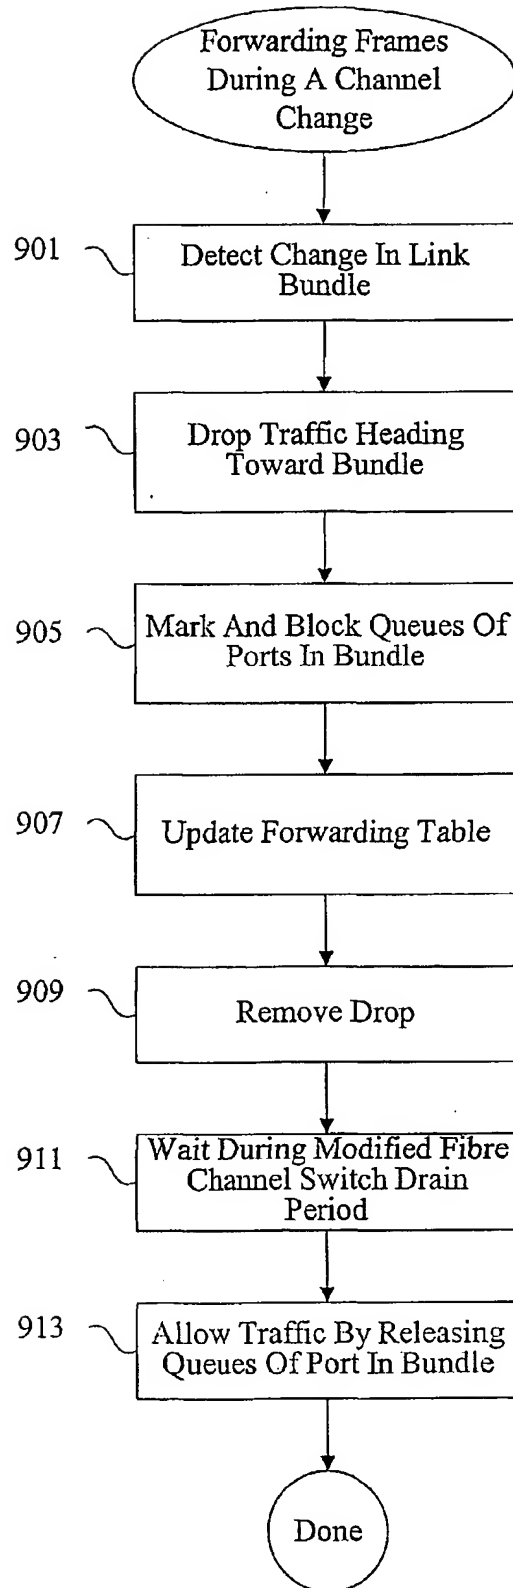 Forwarding Frames
During A Channel
Change
901
Detect Change In Link
Bundle
903
Drop Traffic Heading
Toward Bundle
905
Mark And Block Queues Of
Ports In Bundle
907
Update Forwarding Table
909
Remove Drop
911
Wait During Modified Fibre
Channel Switch Drain
Period
913
Allow Traffic By Releasing
Queues Of Port In Bundle
Done